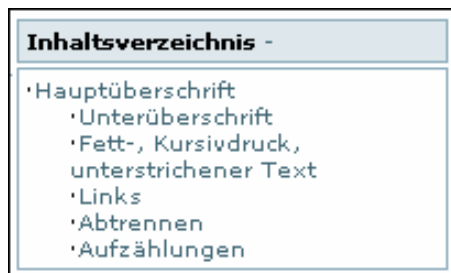 Inhaltsverzeichnis -
·Hauptüberschrift
·Unterüberschrift
·Fett-, Kursivdruck,
unterstrichener Text
·Links
·Abtrennen
·Aufzählungen